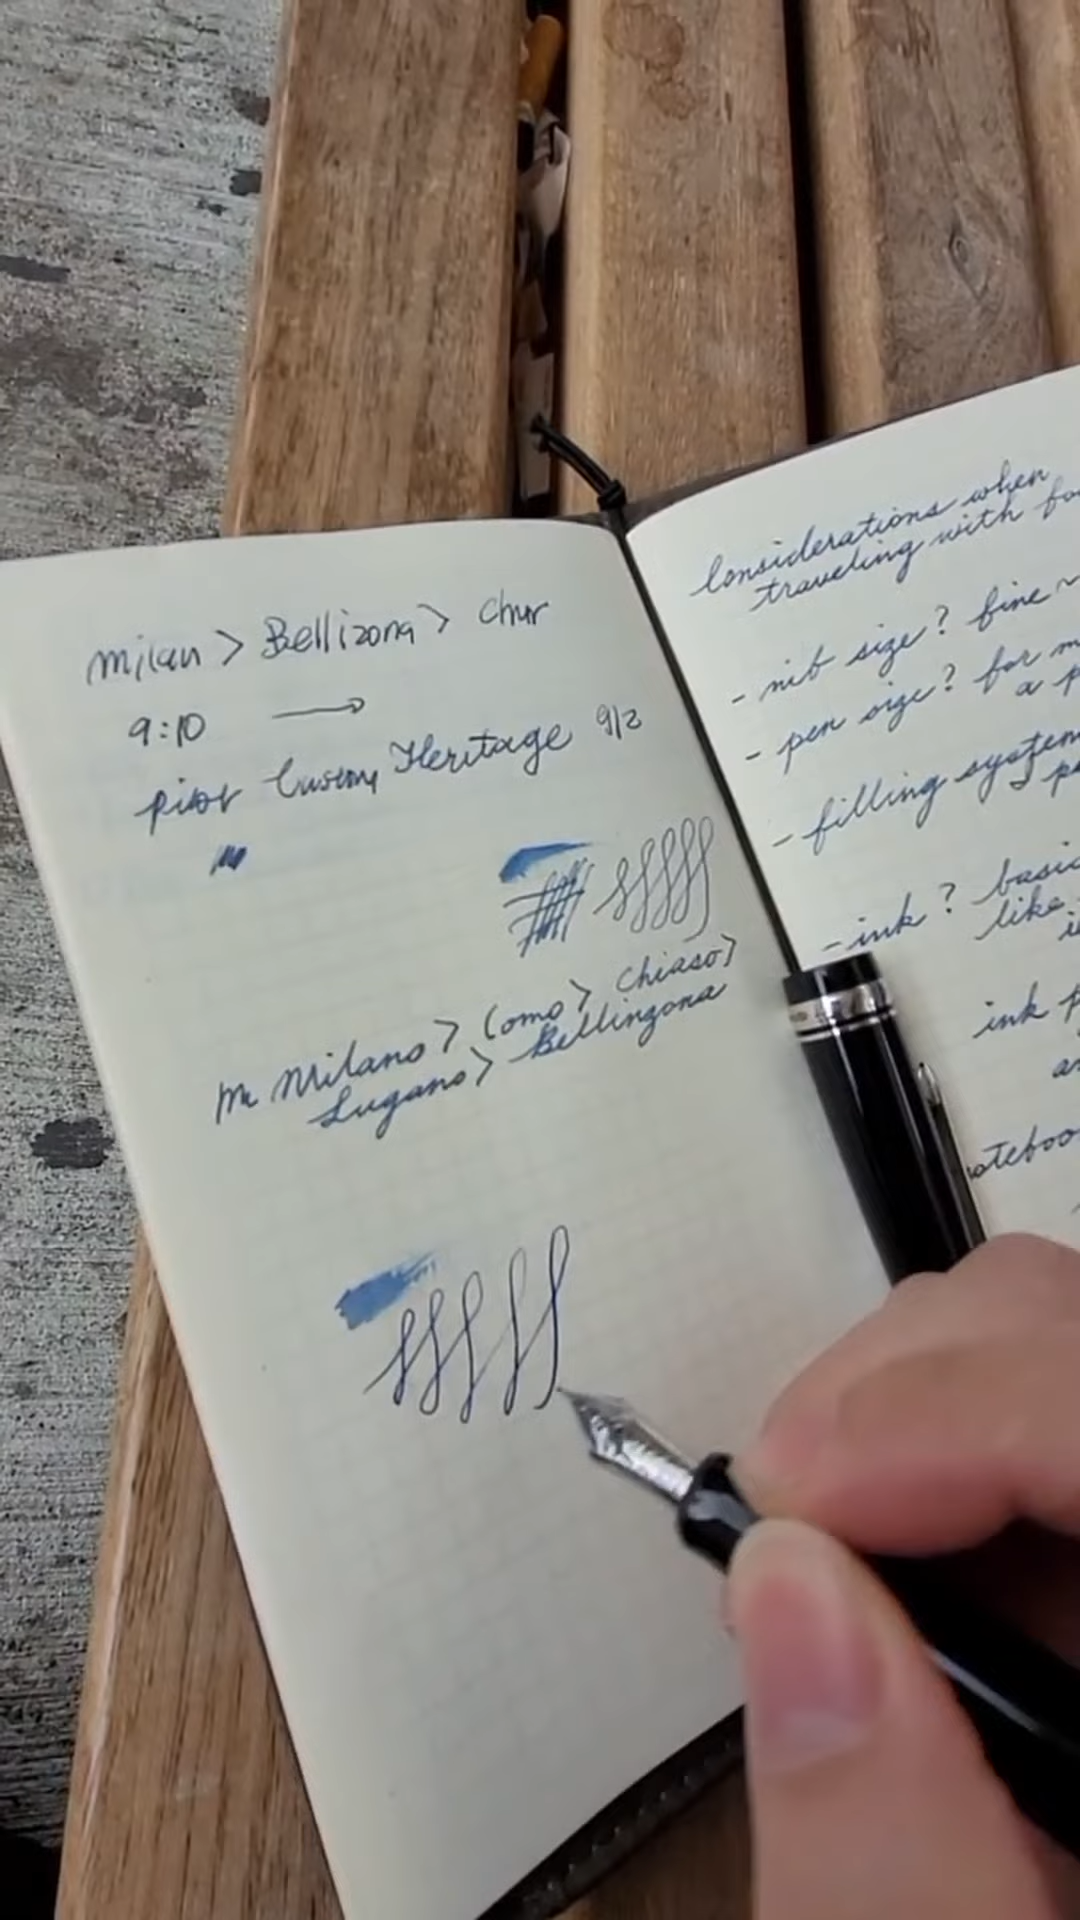 Milan > Bellizona > Chur
9:10
Pilot Custom Heritage 912
Milano > Como > Chiaso >
Lugano > Bellinzona
Considerations when
traveling with
- nib size? fine ~
- pen size? for
a
- filling system
- ink? basic
like
ink